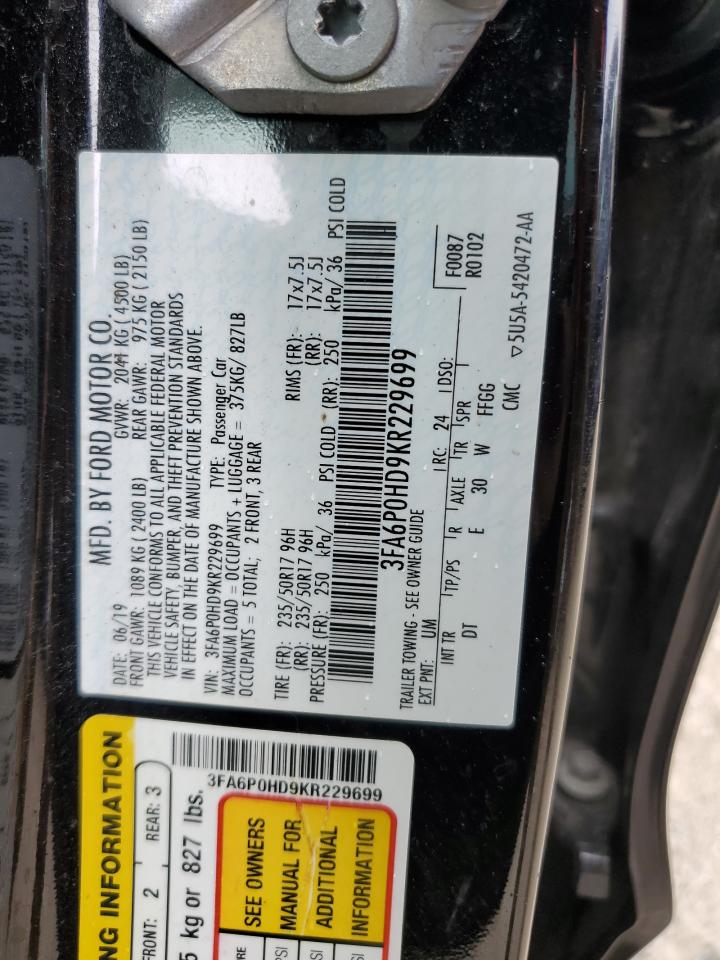 MFD. BY FORD MOTOR CO.
DATE: 06/19 GVWR: 2041 KG ( 4500 LB)
FRONT GAWR: 1089 KG ( 2400 LB) REAR GAWR: 975 KG ( 2150 LB)
THIS VEHICLE CONFORMS TO ALL APPLICABLE FEDERAL MOTOR
VEHICLE SAFETY, BUMPER, AND THEFT PREVENTION STANDARDS
IN EFFECT ON THE DATE OF MANUFACTURE SHOWN ABOVE.
VIN: 3FA6P0HD9KR229699 TYPE: Passenger Car
MAXIMUM LOAD = OCCUPANTS + LUGGAGE = 375KG/ 827LB
OCCUPANTS = 5 TOTAL; 2 FRONT, 3 REAR
TIRE (FR): 235/50R17 96H RIMS (FR): 17x7.5J
(RR): 235/50R17 96H (RR): 17x7.5J
PRESSURE (FR): 250 kPa/ 36 PSI COLD (RR): 250 kPa/ 36 PSI COLD
3FA6P0HD9KR229699
TRAILER TOWING - SEE OWNER GUIDE
EXT PNT: UM RC: 24 DSO: F0087
R0102
INT TR TP/PS R AXLE TR SPR
DT E 30 W FFGG
CMC ▽5U5A-5420472-AA
NG INFORMATION
FRONT: 2 REAR: 3
5 kg or 827 lbs.
3FA6P0HD9KR229699
SEE OWNERS
MANUAL FOR
ADDITIONAL
INFORMATION